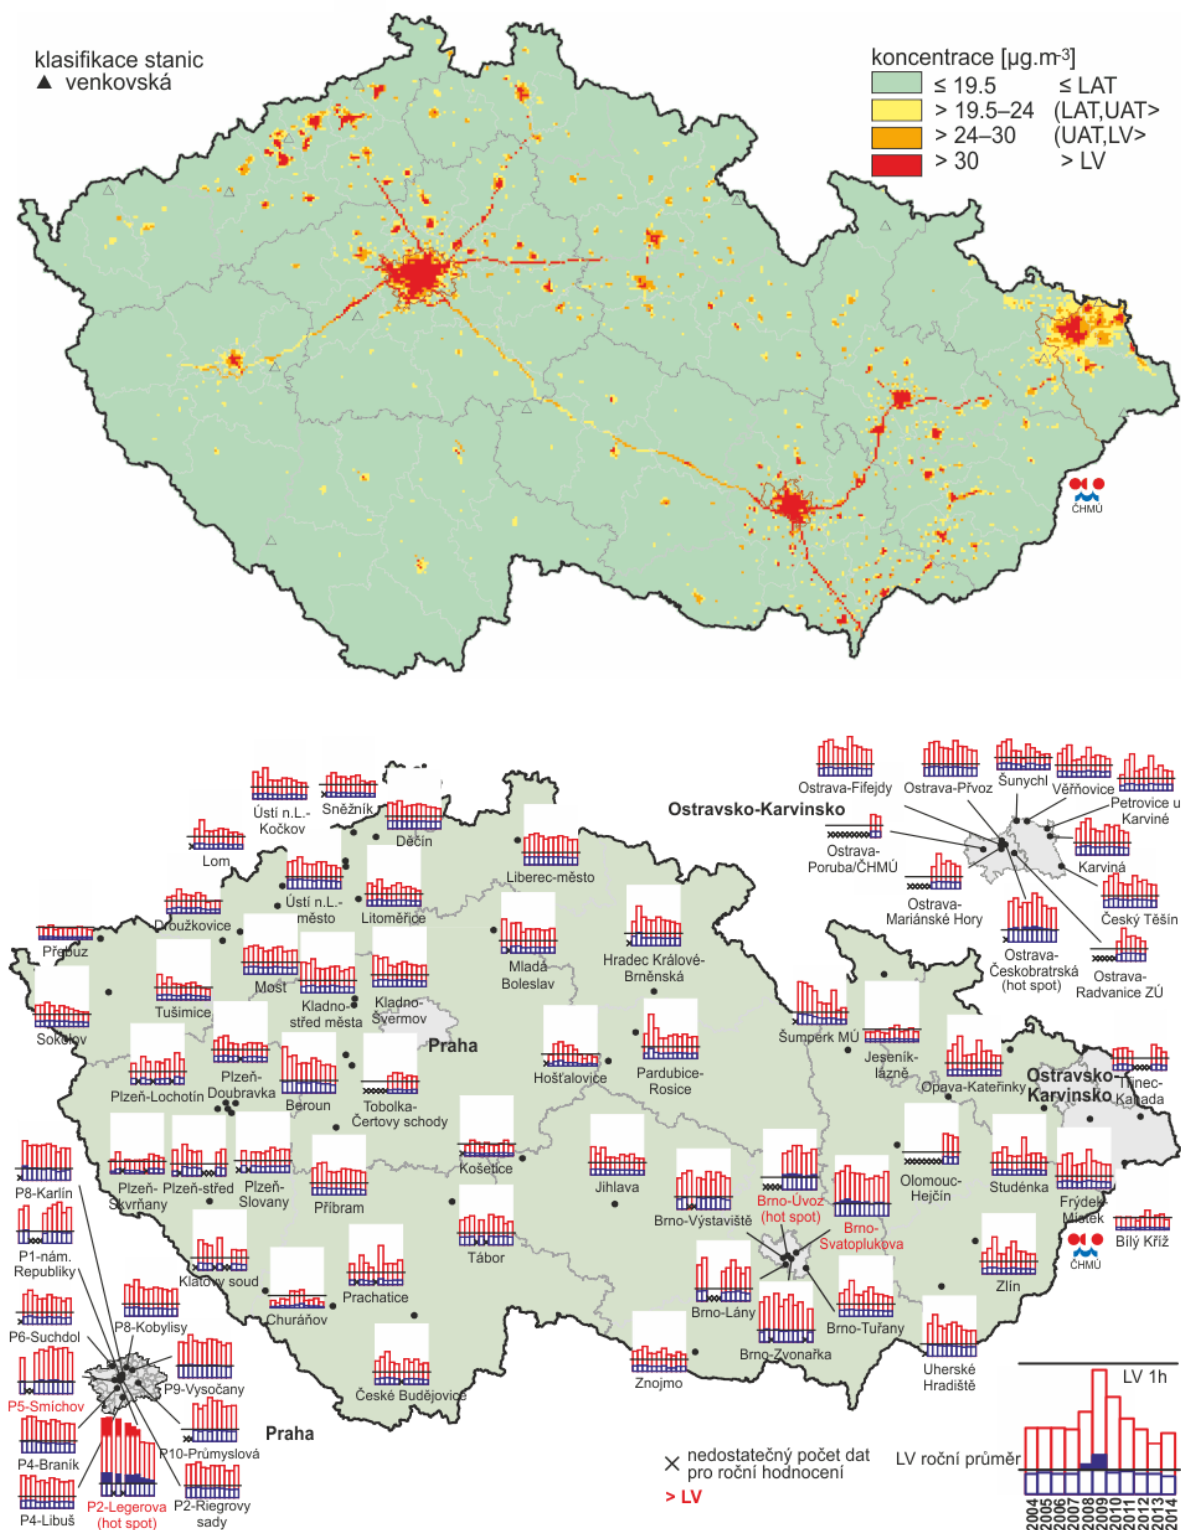 klasifikace stanic
▲ venkovská
koncentrace [µg.m-3]
≤ 19.5 ≤ LAT
> 19.5–24 (LAT,UAT>
> 24–30 (UAT,LV>
> 30 > LV
ČHMÚ
Ústí n.L.-
Kočkov
Sněžník
Děčín
Lom
Ústí n.L.-
město
Litoměřice
Liberec-město
Droužkovice
Přebuz
Most
Mladá
Boleslav
Hradec Králové-
Brněnská
Tušimice
Kladno-
střed města
Kladno-
Švermov
Sokolov
Praha
Plzeň-Lochotín
Plzeň-
Doubravka
Beroun
Tobolka-
Čertovy schody
Hošťalovice
Pardubice-
Rosice
Šumperk MÚ
Jeseník-
lázně
Opava-Kateřinky
Ostravsko-Karvinsko
Ostrava-Fifejdy
Ostrava-Přvoz
Šunychl
Věřňovice
Petrovice u
Karviné
Ostrava-
Poruba/ČHMÚ
Karviná
Ostrava-
Mariánské Hory
Český Těšín
Ostrava-
Českobratrská
(hot spot)
Ostrava-
Radvanice ZÚ
Ostravsko-
Karvinsko
Třinec-
Kanada
P8-Karlín
Plzeň-
Skvrňany
Plzeň-střed
Plzeň-
Slovany
Příbram
Košetice
Jihlava
Brno-Výstaviště
Brno-Úvoz
(hot spot)
Brno-
Svatoplukova
Olomouc-
Hejčín
Studénka
Frýdek-
Místek
Bílý Kříž
ČHMÚ
P1-nám.
Republiky
Klatovy soud
Tábor
Prachatice
Churáňov
Zlín
P6-Suchdol
P8-Kobylisy
Brno-Lány
Brno-Tuřany
Brno-Zvonařka
Uherské
Hradiště
Znojmo
České Budějovice
P5-Smíchov
P9-Vysočany
P4-Braník
P10-Průmyslová
Praha
P4-Libuš
P2-Legerova
(hot spot)
P2-Riegrovy
sady
× nedostatečný počet dat
pro roční hodnocení
> LV
LV 1h
LV roční průměr
2004
2005
2006
2007
2008
2009
2010
2011
2012
2013
2014